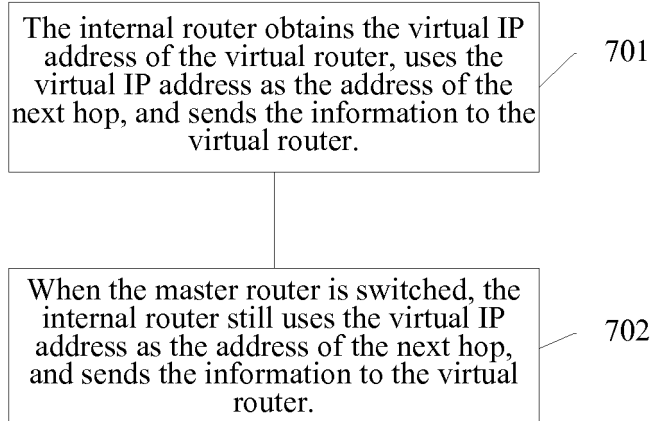 The internal router obtains the virtual IP
address of the virtual router, uses the
virtual IP address as the address of the
next hop, and sends the information to the
virtual router.
701
When the master router is switched, the
internal router still uses the virtual IP
address as the address of the next hop,
and sends the information to the virtual
router.
702